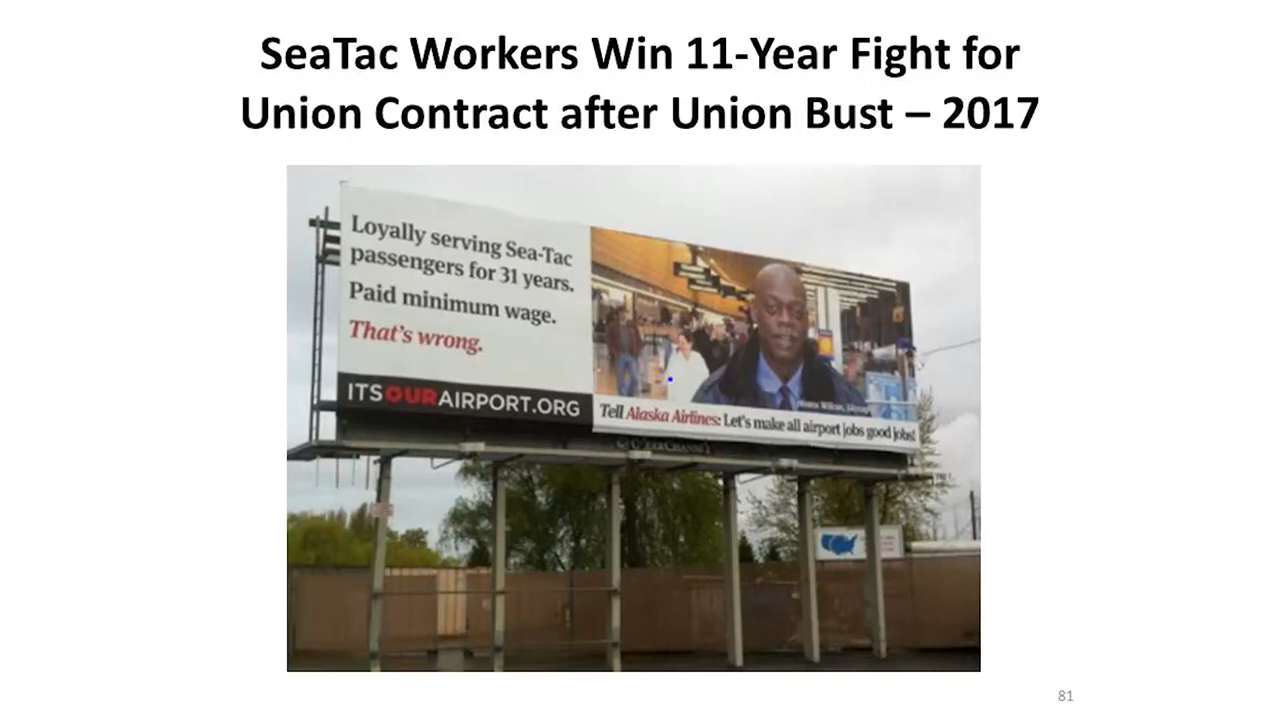 SeaTac Workers Win 11-Year Fight for
Union Contract after Union Bust – 2017
Loyally serving Sea-Tac
passengers for 31 years.
Paid minimum wage.
That's wrong.
ITSOURAIRPORT.ORG
Tell Alaska Airlines: Let's make all airport jobs good jobs!
81